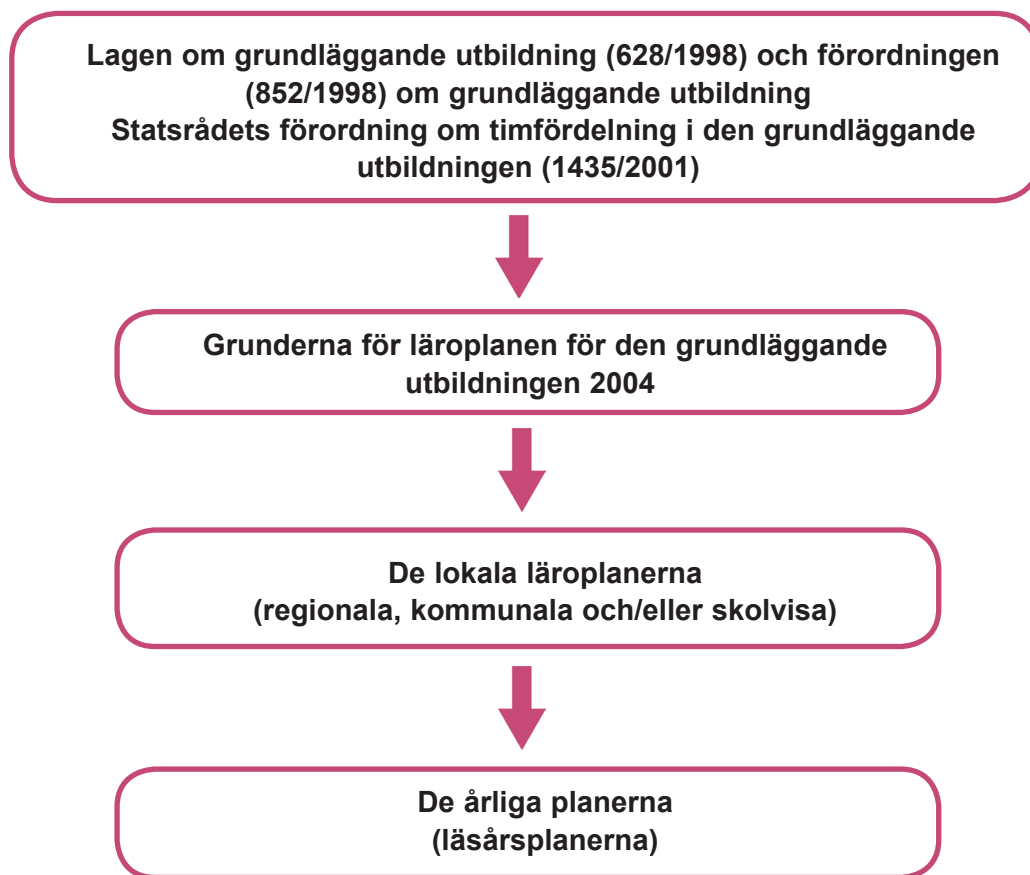 Lagen om grundläggande utbildning (628/1998) och förordningen
(852/1998) om grundläggande utbildning
Statsrådets förordning om timfördelning i den grundläggande
utbildningen (1435/2001)
Grunderna för läroplanen för den grundläggande
utbildningen 2004
De lokala läroplanerna
(regionala, kommunala och/eller skolvisa)
De årliga planerna
(läsårsplanerna)